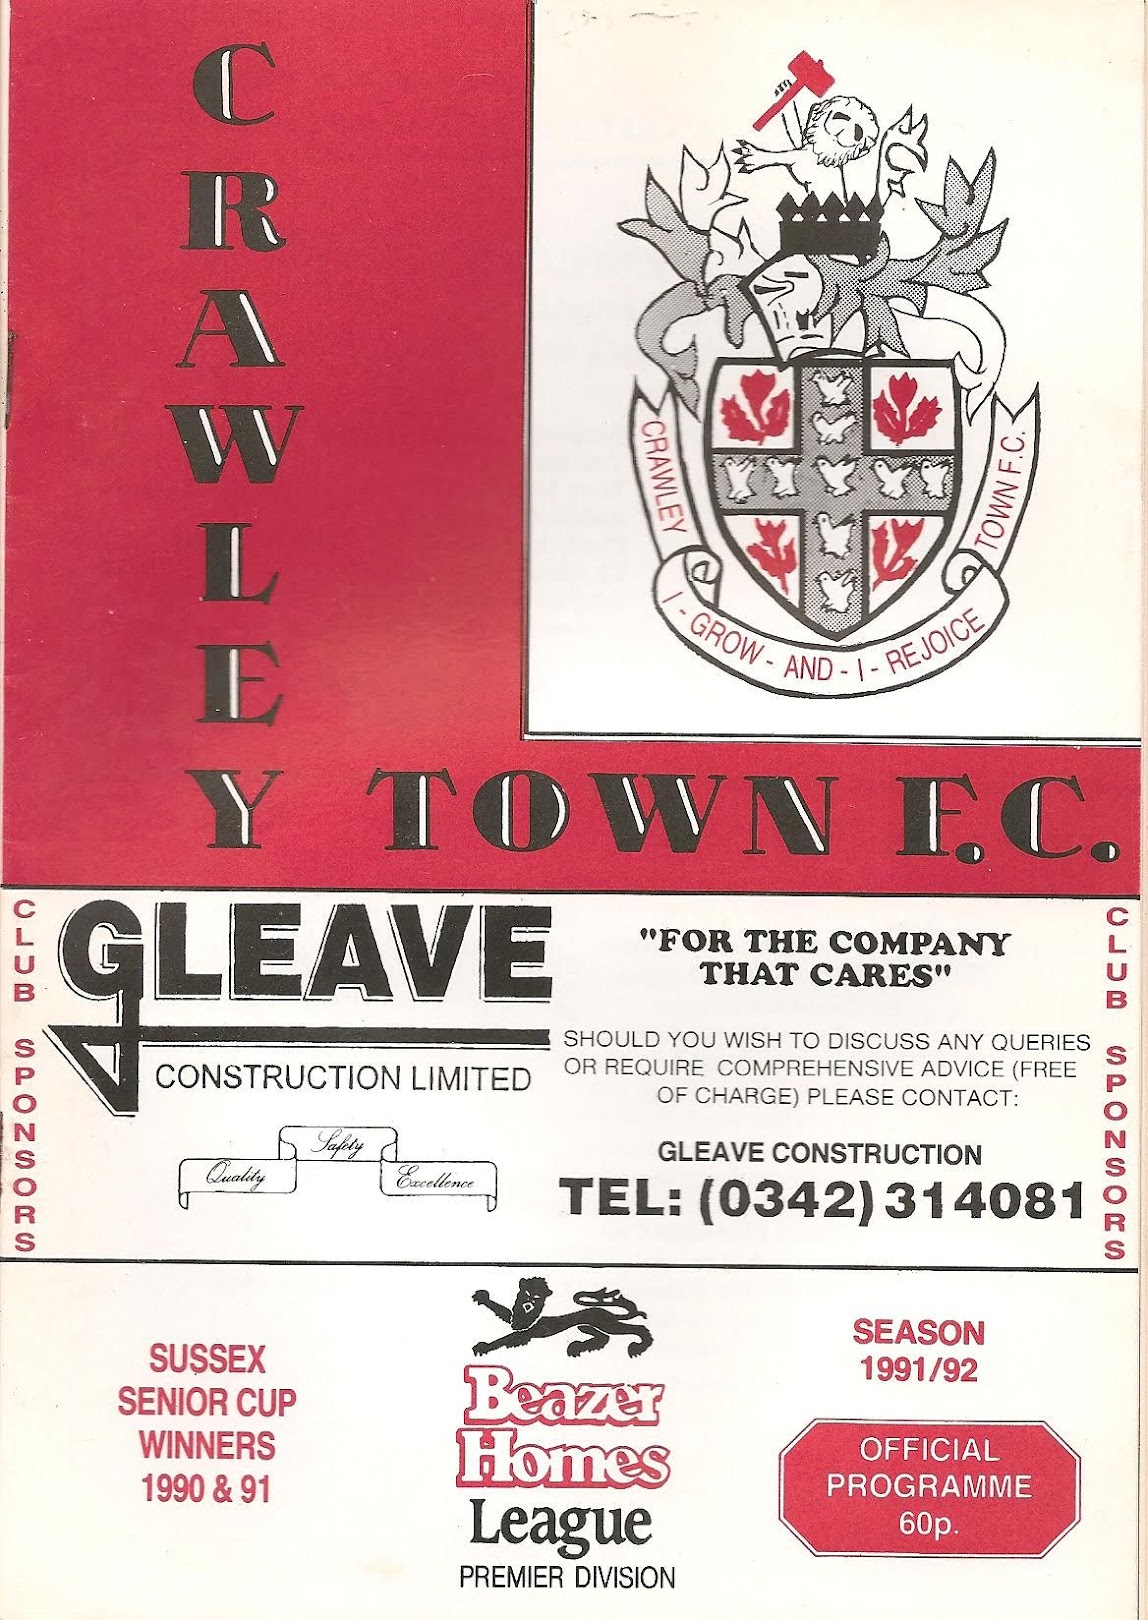 CRAWLEY TOWN F.C.
CRAWLEY
TOWN F.C.
I - GROW - AND - I - REJOICE
CLUB SPONSORS
GLEAVE
CONSTRUCTION LIMITED
Quality
Safety
Excellence
"FOR THE COMPANY
THAT CARES"
SHOULD YOU WISH TO DISCUSS ANY QUERIES
OR REQUIRE COMPREHENSIVE ADVICE (FREE
OF CHARGE) PLEASE CONTACT:
GLEAVE CONSTRUCTION
TEL: (0342) 314081
CLUB SPONSORS
SUSSEX
SENIOR CUP
WINNERS
1990 & 91
Beazer
Homes
League
PREMIER DIVISION
SEASON
1991/92
OFFICIAL
PROGRAMME
60p.